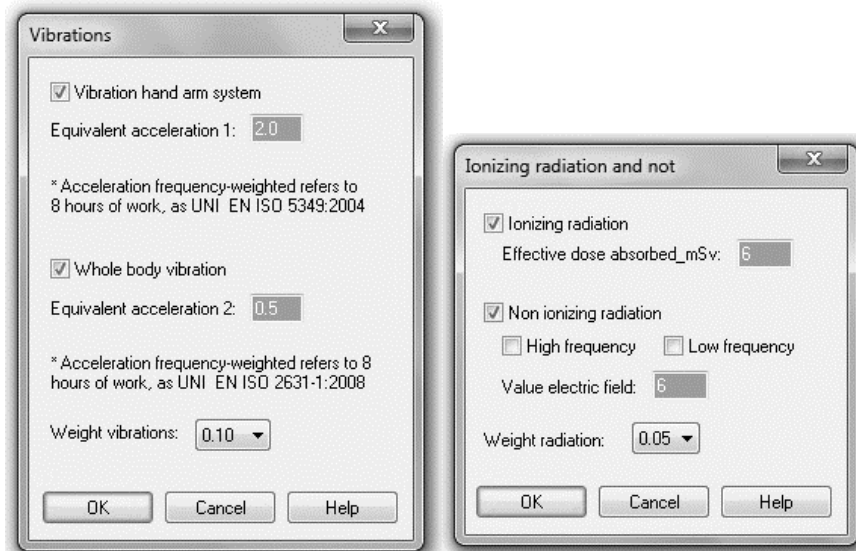 Vibrations
Vibration hand arm system
Equivalent acceleration 1: 2.0
* Acceleration frequency-weighted refers to
8 hours of work, as UNI EN ISO 5349:2004
Whole body vibration
Equivalent acceleration 2: 0.5
* Acceleration frequency-weighted refers to 8
hours of work, as UNI EN ISO 2631-1:2008
Weight vibrations: 0.10
OK Cancel Help
Ionizing radiation and not
Ionizing radiation
Effective dose absorbed_mSv: 6
Non ionizing radiation
High frequency Low frequency
Value electric field: 6
Weight radiation: 0.05
OK Cancel Help